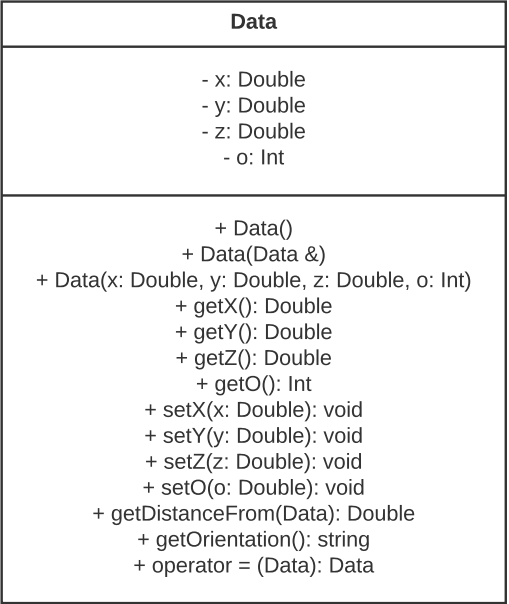 Data
- x: Double
- y: Double
- z: Double
- o: Int
+ Data()
+ Data(Data &)
+ Data(x: Double, y: Double, z: Double, o: Int)
+ getX(): Double
+ getY(): Double
+ getZ(): Double
+ getO(): Int
+ setX(x: Double): void
+ setY(y: Double): void
+ setZ(z: Double): void
+ setO(o: Double): void
+ getDistanceFrom(Data): Double
+ getOrientation(): string
+ operator = (Data): Data